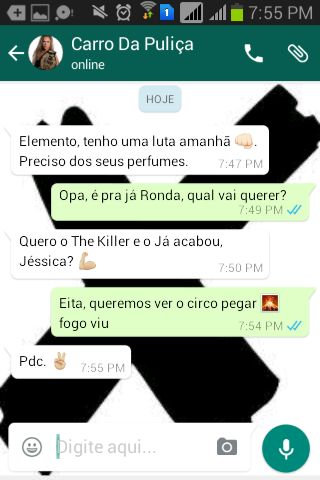 7:55 PM
Carro Da Puliça
online
HOJE
Elemento, tenho uma luta amanhã 👊🏻.
Preciso dos seus perfumes.
7:47 PM
Opa, é pra já Ronda, qual vai querer?
7:49 PM
Quero o The Killer e o Já acabou,
Jéssica? 💪🏼
7:50 PM
Eita, queremos ver o circo pegar 🌋
fogo viu
7:54 PM
Pdc. ✌🏼
7:55 PM
Digite aqui...